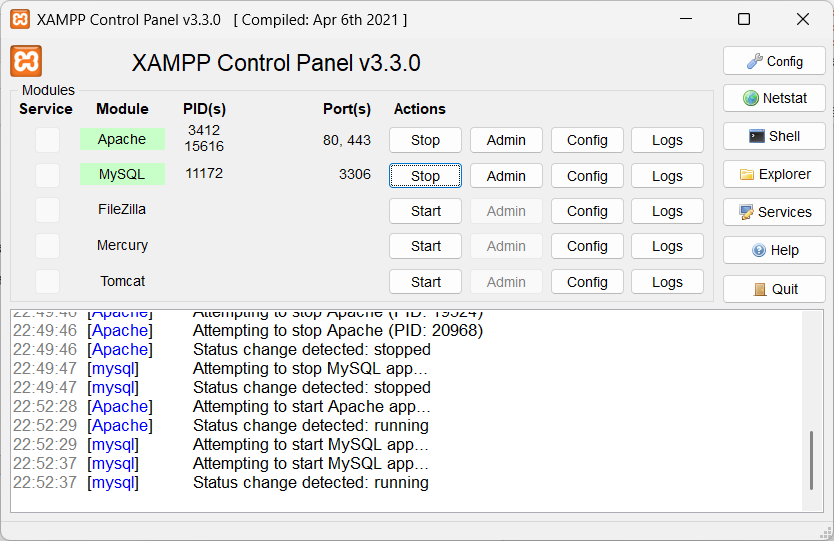 XAMPP Control Panel v3.3.0 [ Compiled: Apr 6th 2021 ]
XAMPP Control Panel v3.3.0
Config
Netstat
Shell
Explorer
Services
Help
Quit
Modules
Service Module PID(s) Port(s) Actions
Apache 3412 15616 80, 443 Stop Admin Config Logs
MySQL 11172 3306 Stop Admin Config Logs
FileZilla Start Admin Config Logs
Mercury Start Admin Config Logs
Tomcat Start Admin Config Logs
22:49:46 [Apache] Attempting to stop Apache (PID: 19524)
22:49:46 [Apache] Attempting to stop Apache (PID: 20968)
22:49:46 [Apache] Status change detected: stopped
22:49:47 [mysql] Attempting to stop MySQL app...
22:49:47 [mysql] Status change detected: stopped
22:52:28 [Apache] Attempting to start Apache app...
22:52:29 [Apache] Status change detected: running
22:52:29 [mysql] Attempting to start MySQL app...
22:52:37 [mysql] Attempting to start MySQL app...
22:52:37 [mysql] Status change detected: running